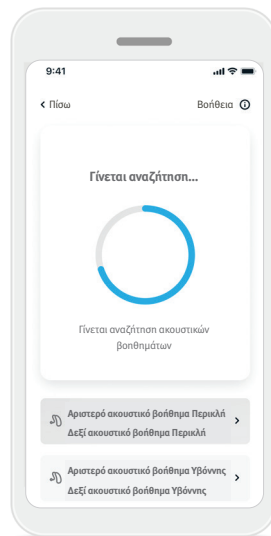 9:41
Πίσω
Βοήθεια
Γίνεται αναζήτηση...
Γίνεται αναζήτηση ακουστικών
βοηθημάτων
Αριστερό ακουστικό βοήθημα Περικλή
Δεξί ακουστικό βοήθημα Περικλή
Αριστερό ακουστικό βοήθημα Υβόννης
Δεξί ακουστικό βοήθημα Υβόννης